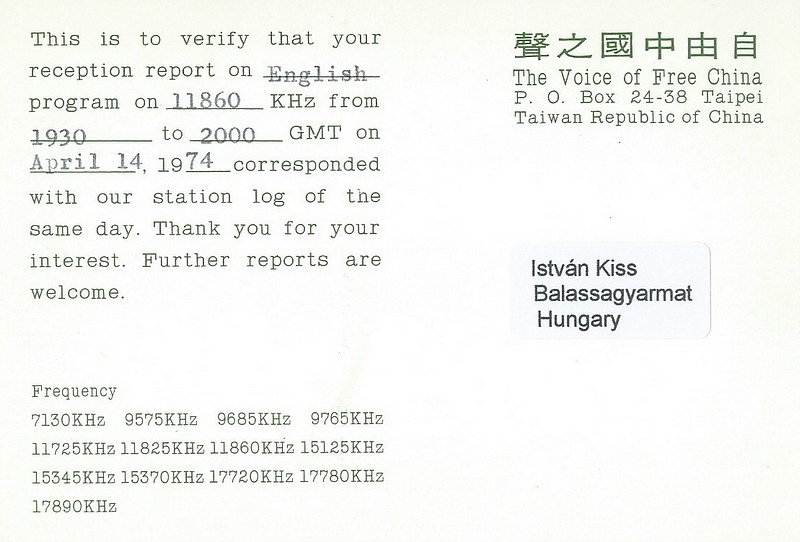 This is to verify that your
reception report on English
program on 11860 KHz from
1930 to 2000 GMT on
April 14, 1974 corresponded
with our station log of the
same day. Thank you for your
interest. Further reports are
welcome.
Frequency
7130KHz 9575KHz 9685KHz 9765KHz
11725KHz 11825KHz 11860KHz 15125KHz
15345KHz 15370KHz 17720KHz 17780KHz
17890KHz
聲之國中由自
The Voice of Free China
P. O. Box 24-38 Taipei
Taiwan Republic of China
István Kiss
Balassagyarmat
Hungary